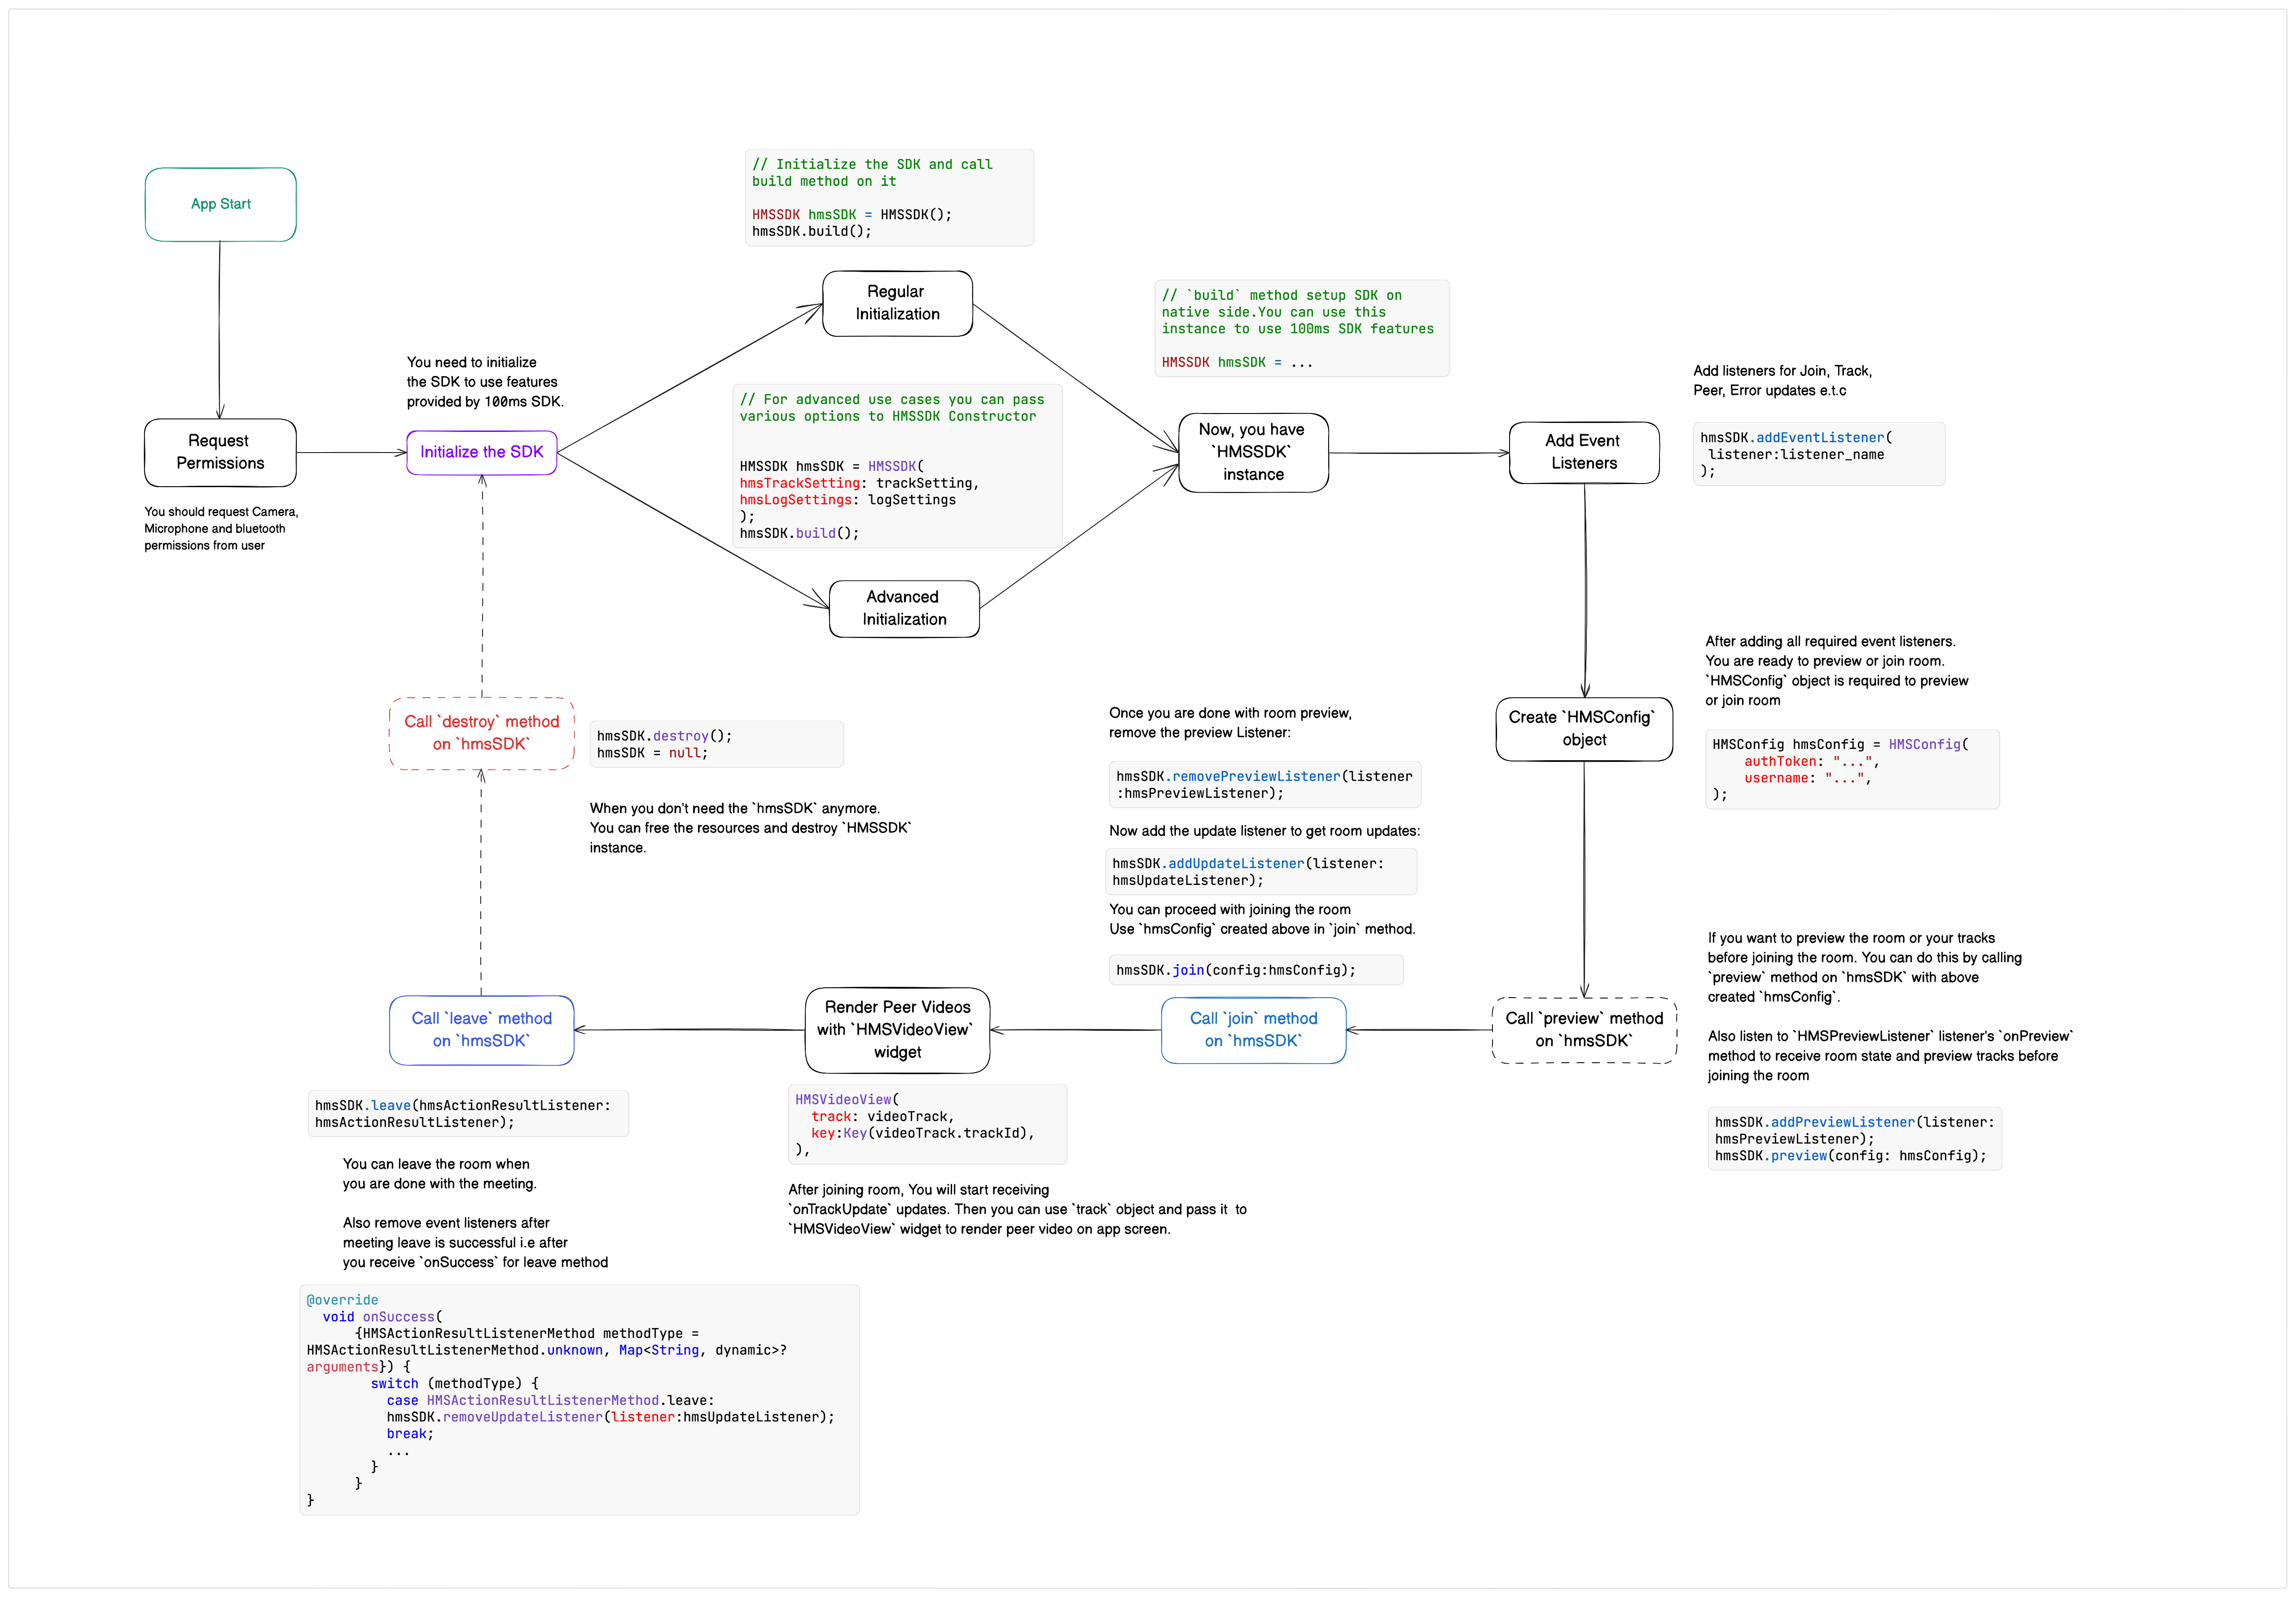 App Start
Request
Permissions
You should request Camera,
Microphone and bluetooth
permissions from user
You need to initialize
the SDK to use features
provided by 100ms SDK.
Initialize the SDK
// Initialize the SDK and call
build method on it
HMSSDK hmsSDK = HMSSDK();
hmsSDK.build();
Regular
Initialization
// For advanced use cases you can pass
various options to HMSSDK Constructor
HMSSDK hmsSDK = HMSSDK(
hmsTrackSetting: trackSetting,
hmsLogSettings: logSettings
);
hmsSDK.build();
Advanced
Initialization
// `build` method setup SDK on
native side.You can use this
instance to use 100ms SDK features
HMSSDK hmsSDK = ...
Now, you have
`HMSSDK`
instance
Add Event
Listeners
Add listeners for Join, Track,
Peer, Error updates e.t.c
hmsSDK.addEventListener(
listener:listener_name
);
Create `HMSConfig`
object
After adding all required event listeners.
You are ready to preview or join room.
`HMSConfig` object is required to preview
or join room
HMSConfig hmsConfig = HMSConfig(
authToken: "...",
username: "...",
);
Call `preview` method
on `hmsSDK`
If you want to preview the room or your tracks
before joining the room. You can do this by calling
`preview` method on `hmsSDK` with above
created `hmsConfig`.
Also listen to `HMSPreviewListener` listener's `onPreview`
method to receive room state and preview tracks before
joining the room
hmsSDK.addPreviewListener(listener:
hmsPreviewListener);
hmsSDK.preview(config: hmsConfig);
Once you are done with room preview,
remove the preview Listener:
hmsSDK.removePreviewListener(listener
:hmsPreviewListener);
Now add the update listener to get room updates:
hmsSDK.addUpdateListener(listener:
hmsUpdateListener);
You can proceed with joining the room
Use `hmsConfig` created above in `join` method.
hmsSDK.join(config:hmsConfig);
Call `join` method
on `hmsSDK`
Render Peer Videos
with `HMSVideoView`
widget
HMSVideoView(
track: videoTrack,
key:Key(videoTrack.trackId),
),
After joining room, You will start receiving
`onTrackUpdate` updates. Then you can use `track` object and pass it to
`HMSVideoView` widget to render peer video on app screen.
Call `leave` method
on `hmsSDK`
hmsSDK.leave(hmsActionResultListener:
hmsActionResultListener);
You can leave the room when
you are done with the meeting.
Also remove event listeners after
meeting leave is successful i.e after
you receive `onSuccess` for leave method
@override
void onSuccess(
{HMSActionResultListenerMethod methodType =
HMSActionResultListenerMethod.unknown, Map<String, dynamic>?
arguments}) {
switch (methodType) {
case HMSActionResultListenerMethod.leave:
hmsSDK.removeUpdateListener(listener:hmsUpdateListener);
break;
...
}
}
}
Call `destroy` method
on `hmsSDK`
hmsSDK.destroy();
hmsSDK = null;
When you don't need the `hmsSDK` anymore.
You can free the resources and destroy `HMSSDK`
instance.